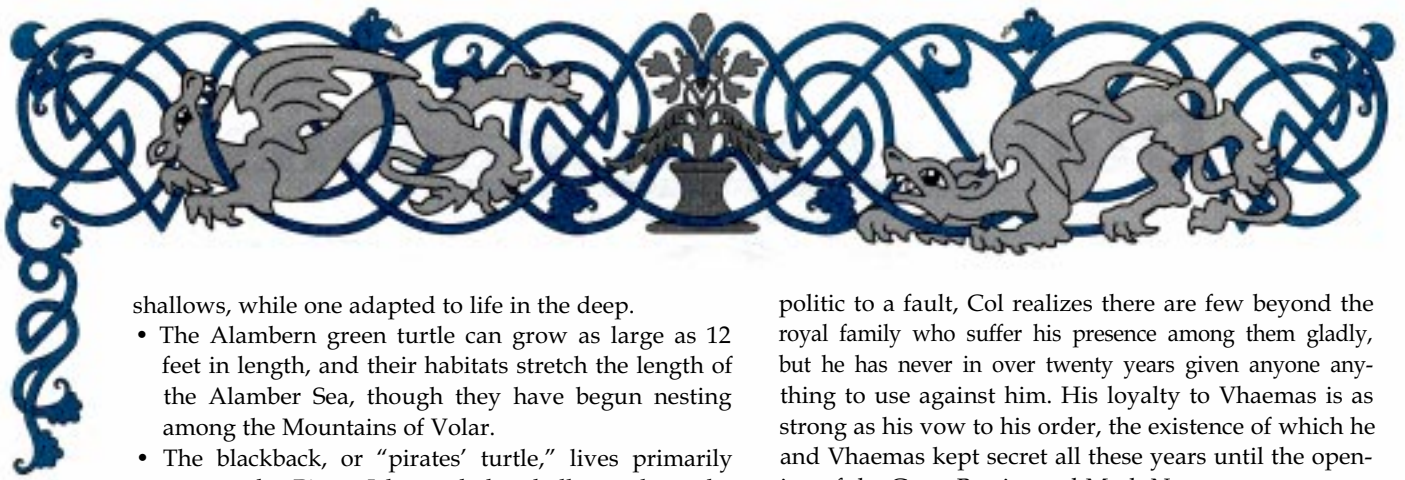 shallows, while one adapted to life in the deep.
• The Alambern green turtle can grow as large as 12
feet in length, and their habitats stretch the length of
the Alamber Sea, though they have begun nesting
among the Mountains of Volar.
• The blackback, or “pirates’ turtle,” lives primarily
politic to a fault, Col realizes there are few beyond the
royal family who suffer his presence among them gladly,
but he has never in over twenty years given anyone any-
thing to use against him. His loyalty to Vhaemas is as
strong as his vow to his order, the existence of which he
and Vhaemas kept secret all these years until the open-